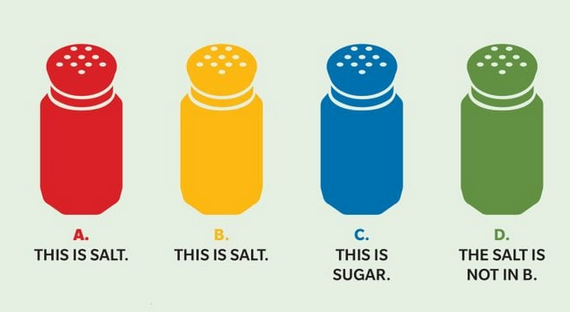 A.
THIS IS SALT.
B.
THIS IS SALT.
C.
THIS IS
SUGAR.
D.
THE SALT IS
NOT IN B.